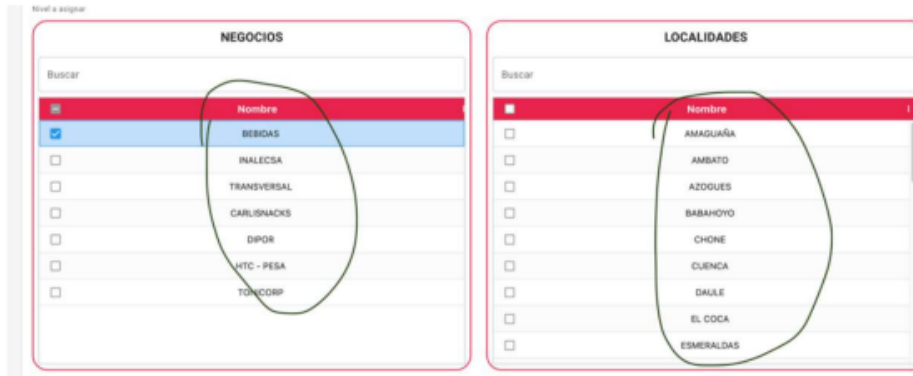 Nivel a asignar
NEGOCIOS
Buscar
Nombre
BEBIDAS
INALECSA
TRANSVERSAL
CARLISNACKS
DIPOR
HTC - PESA
TONICORP
LOCALIDADES
Buscar
Nombre
AMAGUAÑA
AMBATO
AZOGUES
BABAHOYO
CHONE
CUENCA
DAULE
EL COCA
ESMERALDAS